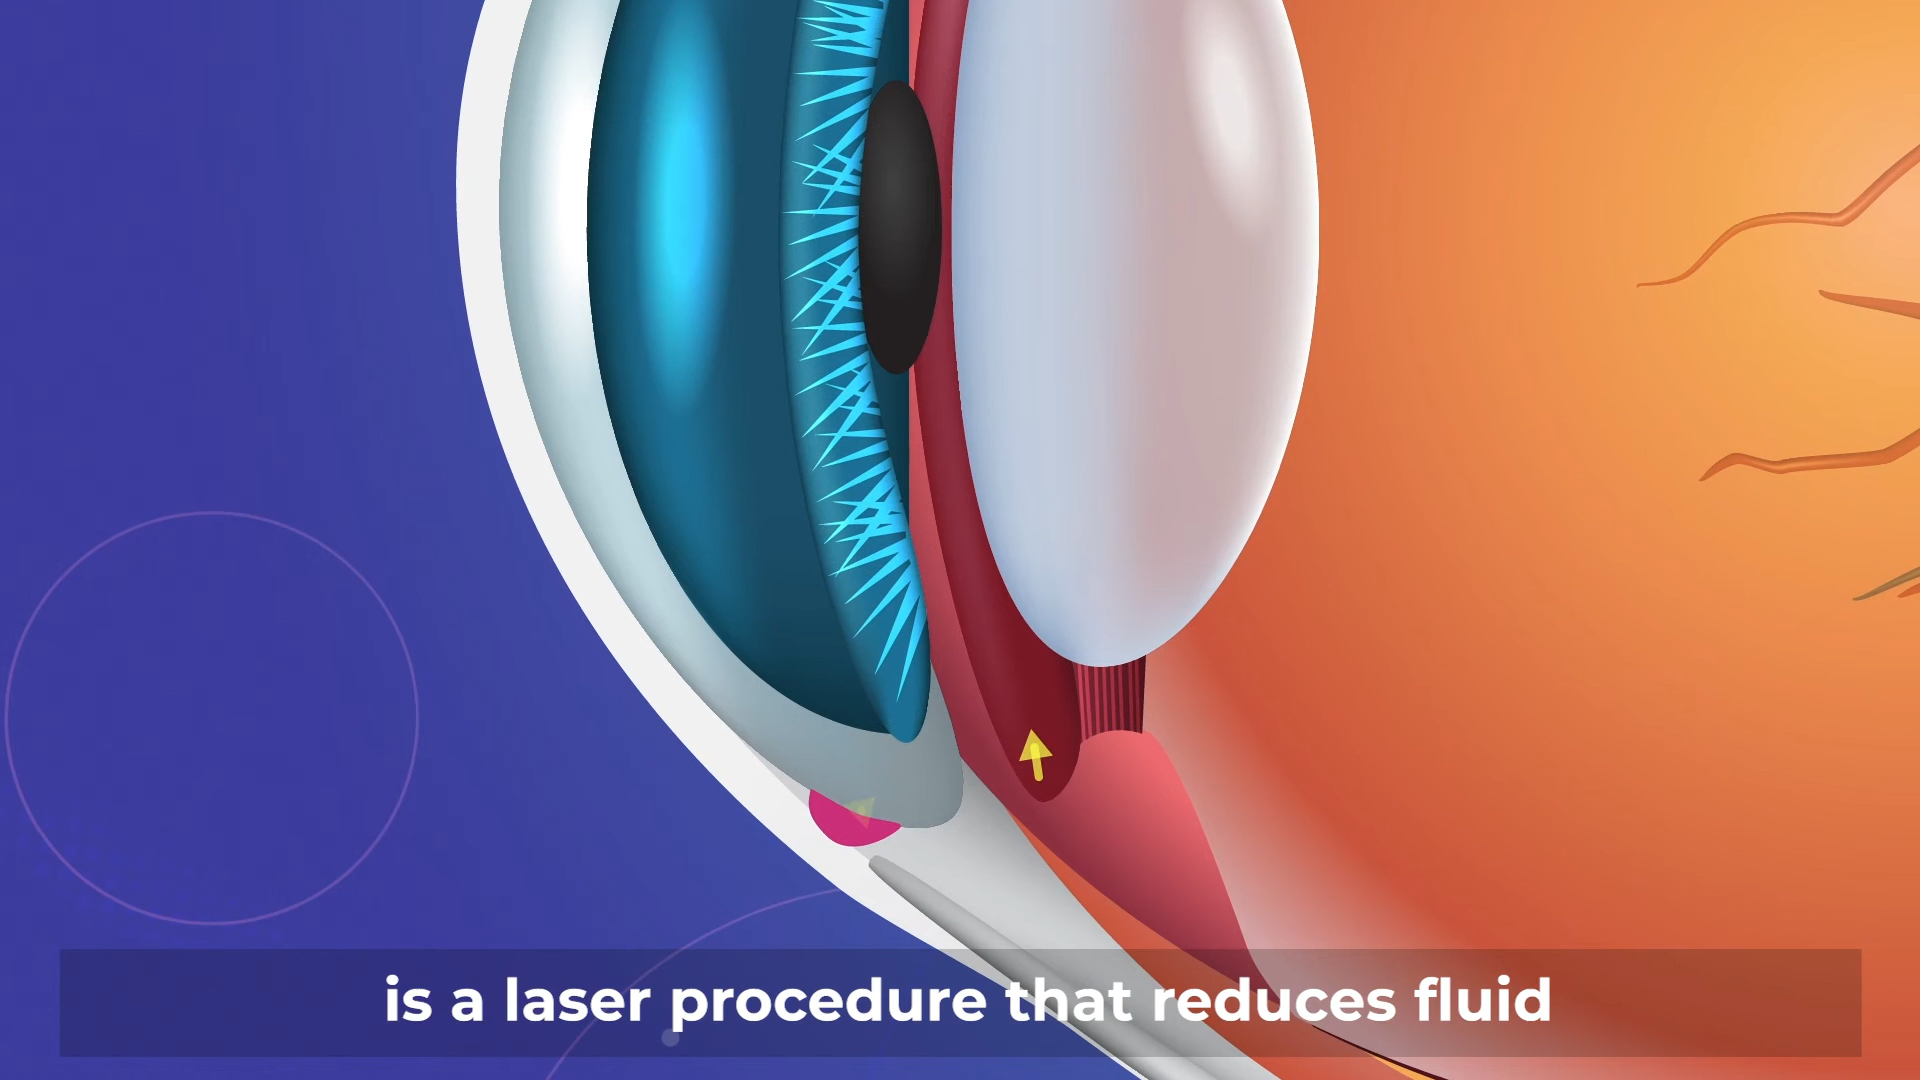 is a laser procedure that reduces fluid